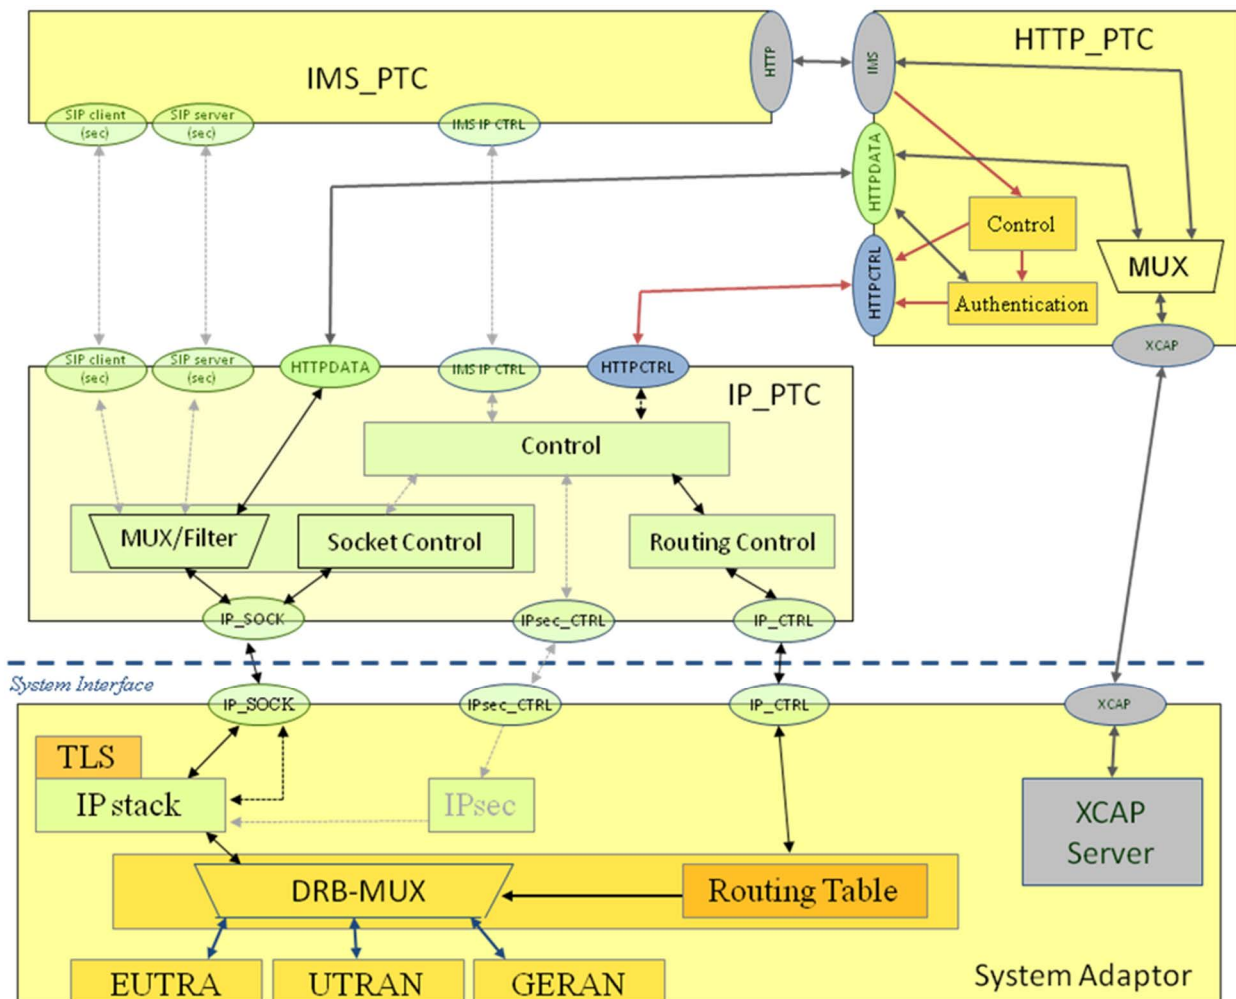 HTTP_PTC
IMS_PTC
HTTP
IMS
SIP client
(sec)
SIP server
(sec)
IMS IP CTRL
HTTPDATA
Control
HTTPCTRL
Authentication
MUX
XCAP
SIP client
(sec)
SIP server
(sec)
HTTPDATA
IMS IP CTRL
HTTPCTRL
IP_PTC
Control
MUX/Filter
Socket Control
Routing Control
IP_SOCK
IPsec_CTRL
IP_CTRL
System Interface
IP_SOCK
IPsec_CTRL
IP_CTRL
XCAP
TLS
IP stack
IPsec
XCAP
Server
DRB-MUX
Routing Table
EUTRA
UTRAN
GERAN
System Adaptor